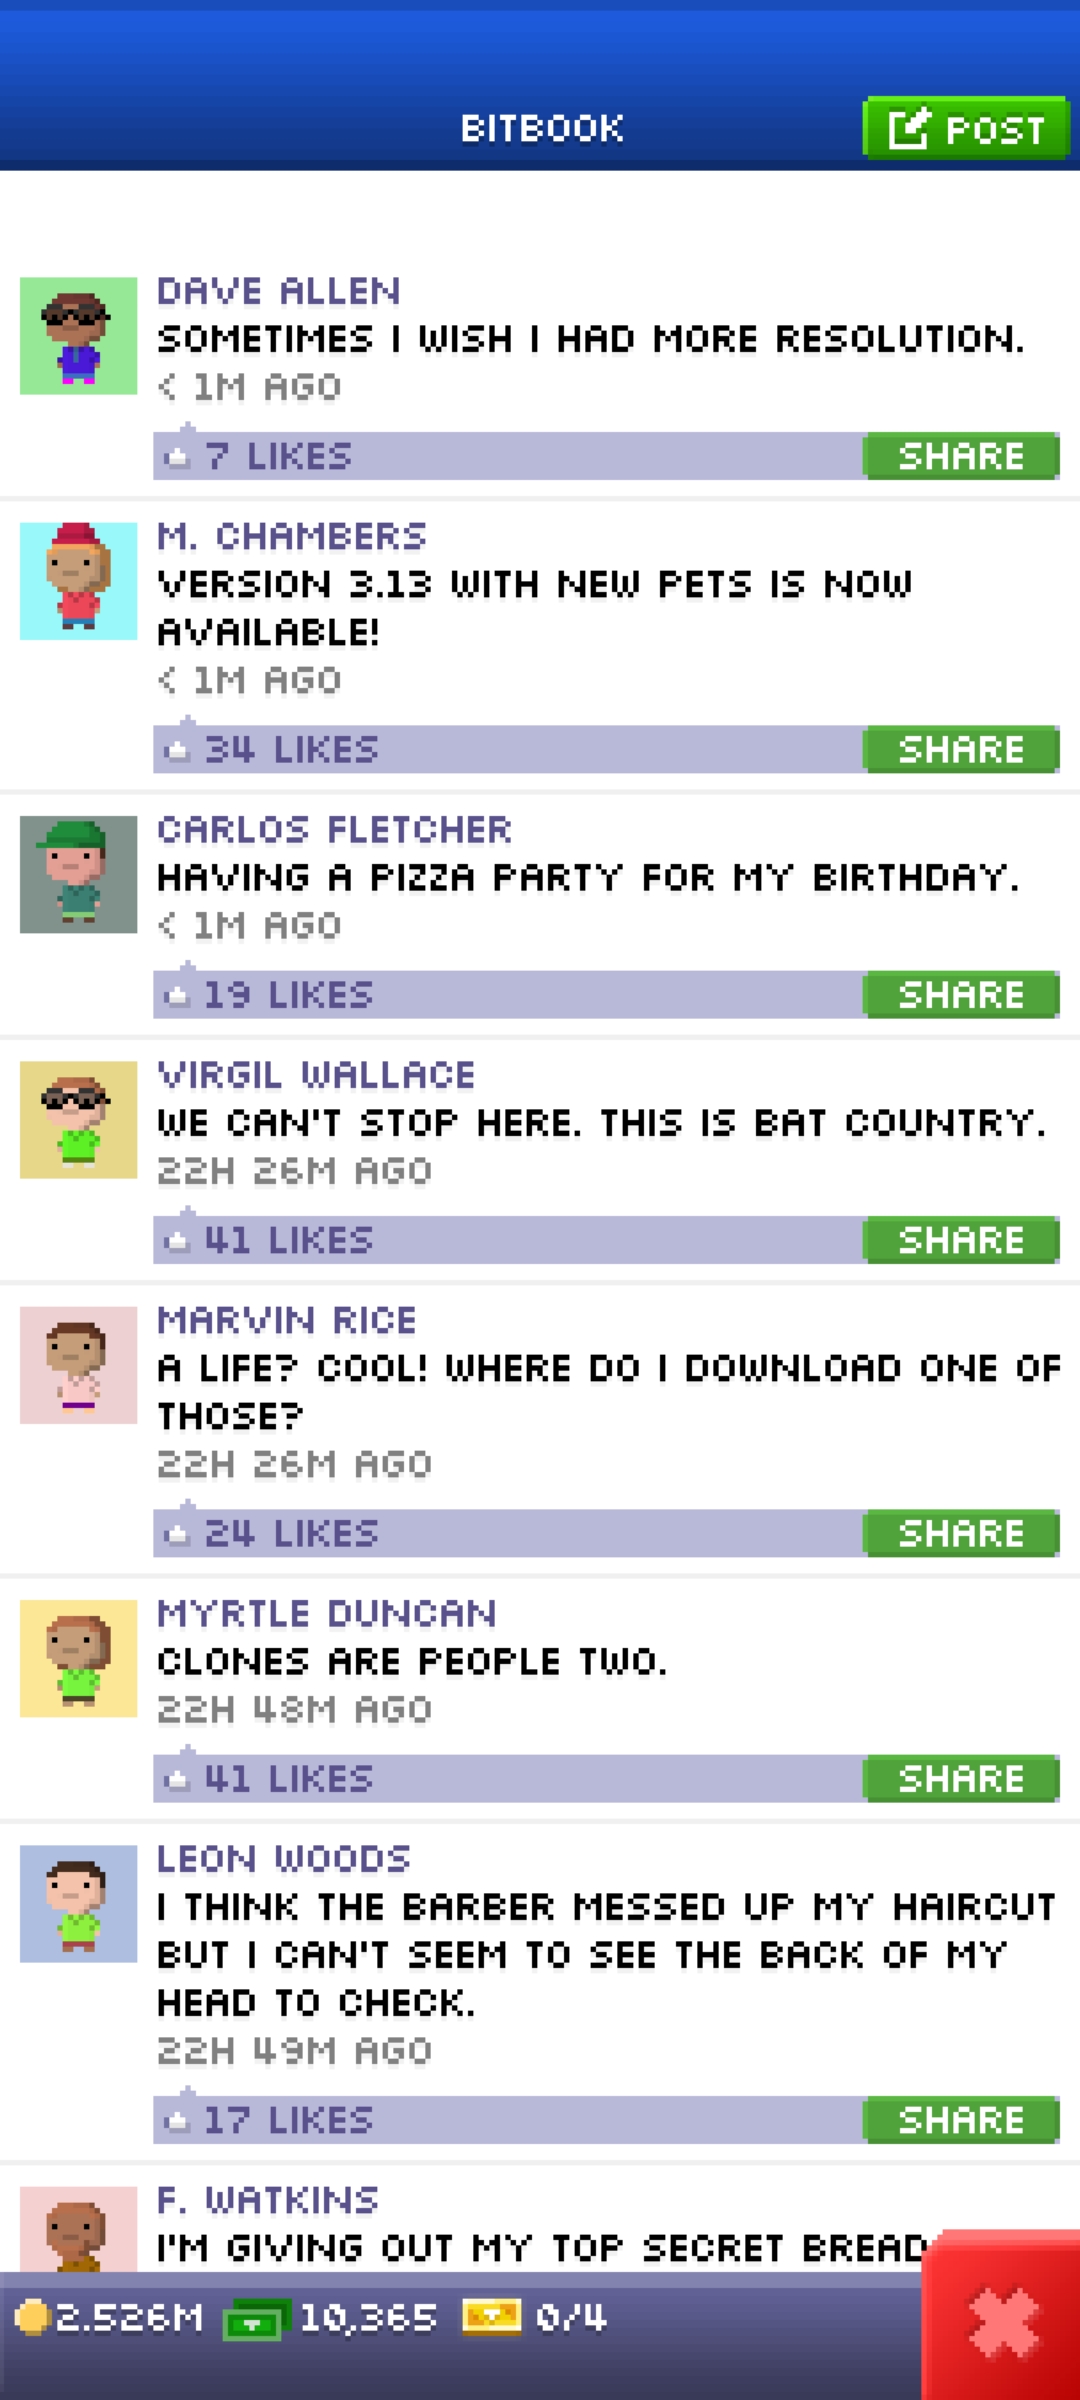 BITBOOK
POST
DAVE ALLEN
SOMETIMES I WISH I HAD MORE RESOLUTION.
< 1M AGO
7 LIKES
SHARE
M. CHAMBERS
VERSION 3.13 WITH NEW PETS IS NOW
AVAILABLE!
< 1M AGO
34 LIKES
SHARE
CARLOS FLETCHER
HAVING A PIZZA PARTY FOR MY BIRTHDAY.
< 1M AGO
19 LIKES
SHARE
VIRGIL WALLACE
WE CAN'T STOP HERE. THIS IS BAT COUNTRY.
22H 26M AGO
41 LIKES
SHARE
MARVIN RICE
A LIFE? COOL! WHERE DO I DOWNLOAD ONE OF
THOSE?
22H 26M AGO
24 LIKES
SHARE
MYRTLE DUNCAN
CLONES ARE PEOPLE TWO.
22H 48M AGO
41 LIKES
SHARE
LEON WOODS
I THINK THE BARBER MESSED UP MY HAIRCUT
BUT I CAN'T SEEM TO SEE THE BACK OF MY
HEAD TO CHECK.
22H 49M AGO
17 LIKES
SHARE
F. WATKINS
I'M GIVING OUT MY TOP SECRET BREAD
2.526M 10,365 0/4